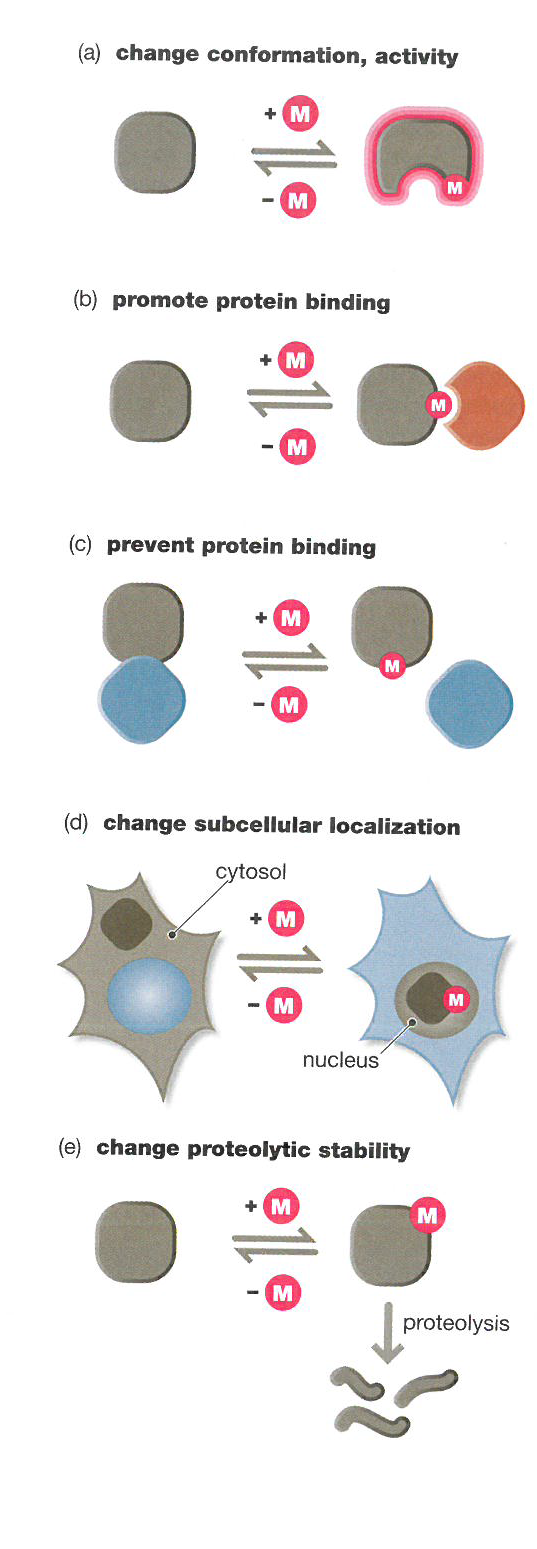 (a) change conformation, activity
+ M
− M
M
(b) promote protein binding
+ M
M
− M
(c) prevent protein binding
+ M
M
− M
(d) change subcellular localization
cytosol
+ M
M
− M
nucleus
(e) change proteolytic stability
+ M
M
− M
proteolysis